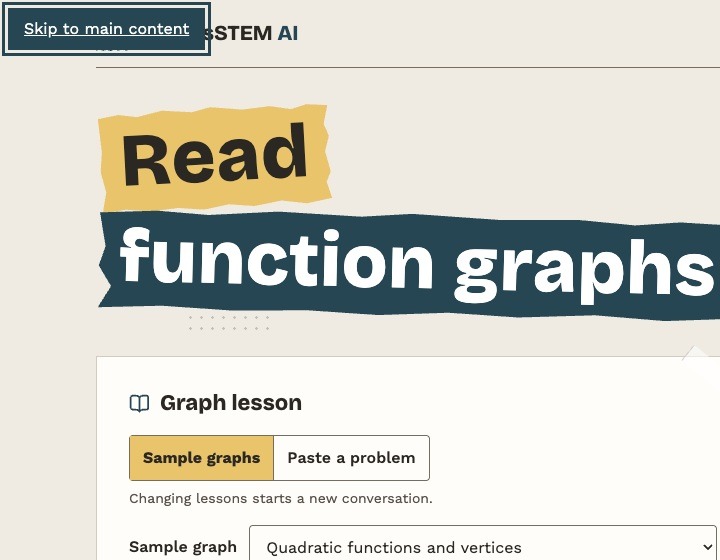 Skip to main content
sSTEM AI
Read
function graphs
Graph lesson
Sample graphs
Paste a problem
Changing lessons starts a new conversation.
Sample graph
Quadratic functions and vertices